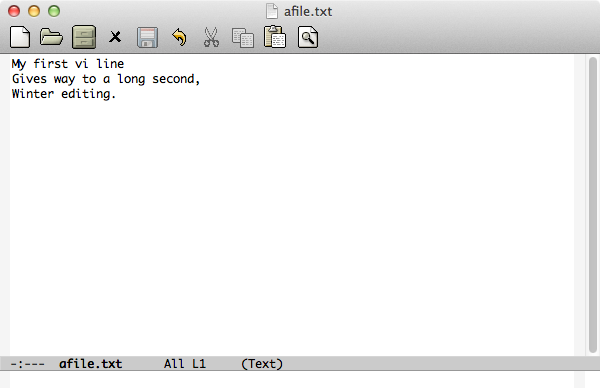 afile.txt
My first vi line
Gives way to a long second,
Winter editing.
-:--- afile.txt All L1 (Text)